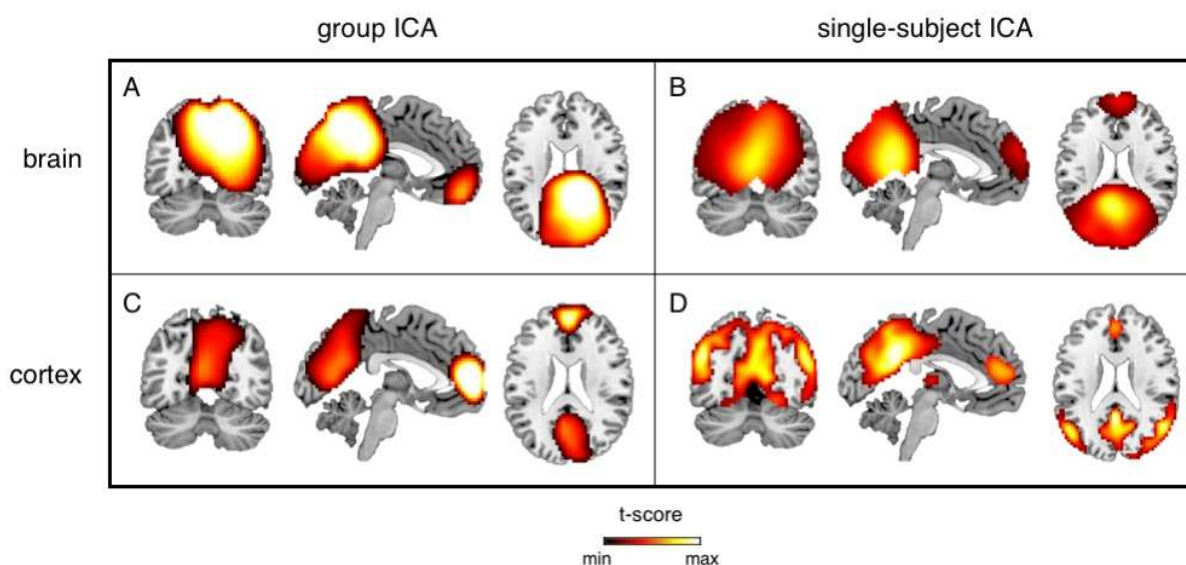 group ICA
single-subject ICA
brain
A
B
cortex
C
D
t-score
min
max